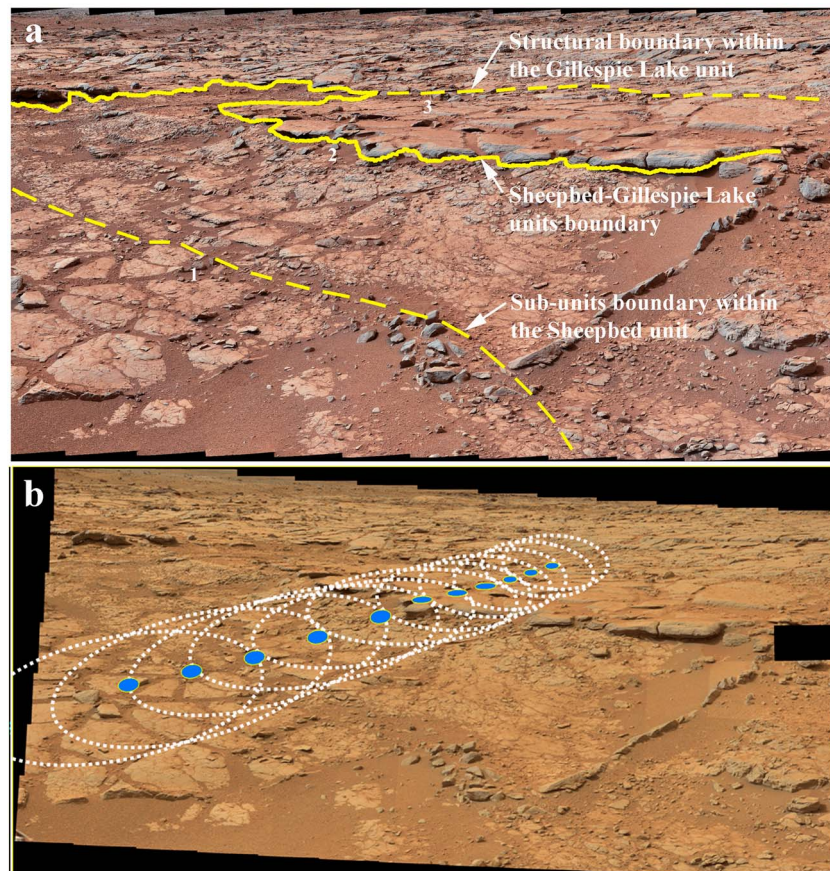 a
Structural boundary within
the Gillespie Lake unit
3
2
Sheepbed-Gillespie Lake
units boundary
1
Sub-units boundary within
the Sheepbed unit
b